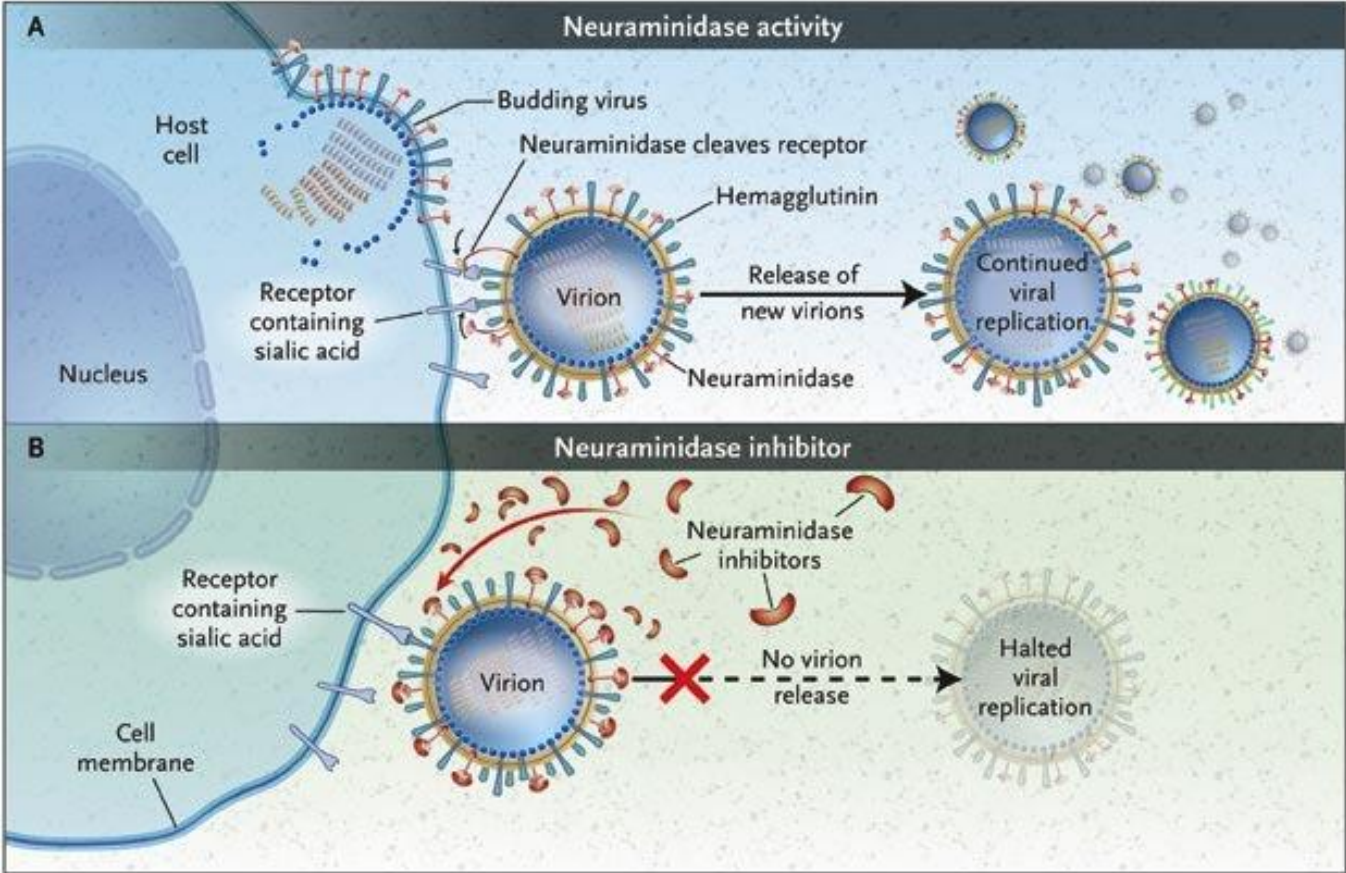 A
Neuraminidase activity
Budding virus
Host
cell
Neuraminidase cleaves receptor
Hemagglutinin
Receptor
containing
sialic acid
Virion
Release of
new virions
Continued
viral
replication
Nucleus
Neuraminidase
B
Neuraminidase inhibitor
Neuraminidase
inhibitors
Receptor
containing
sialic acid
Virion
No virion
release
Halted
viral
replication
Cell
membrane